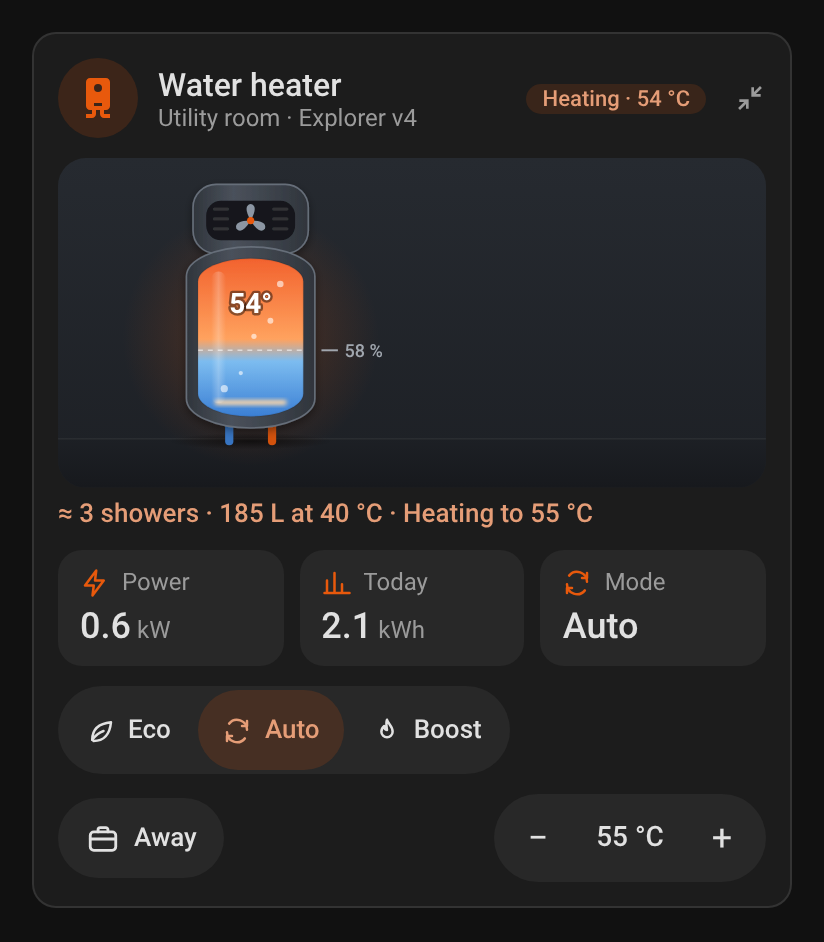 Water heater
Utility room · Explorer v4
Heating · 54 °C
54°
58 %
≈ 3 showers · 185 L at 40 °C · Heating to 55 °C
Power
0.6 kW
Today
2.1 kWh
Mode
Auto
Eco
Auto
Boost
Away
− 55 °C +